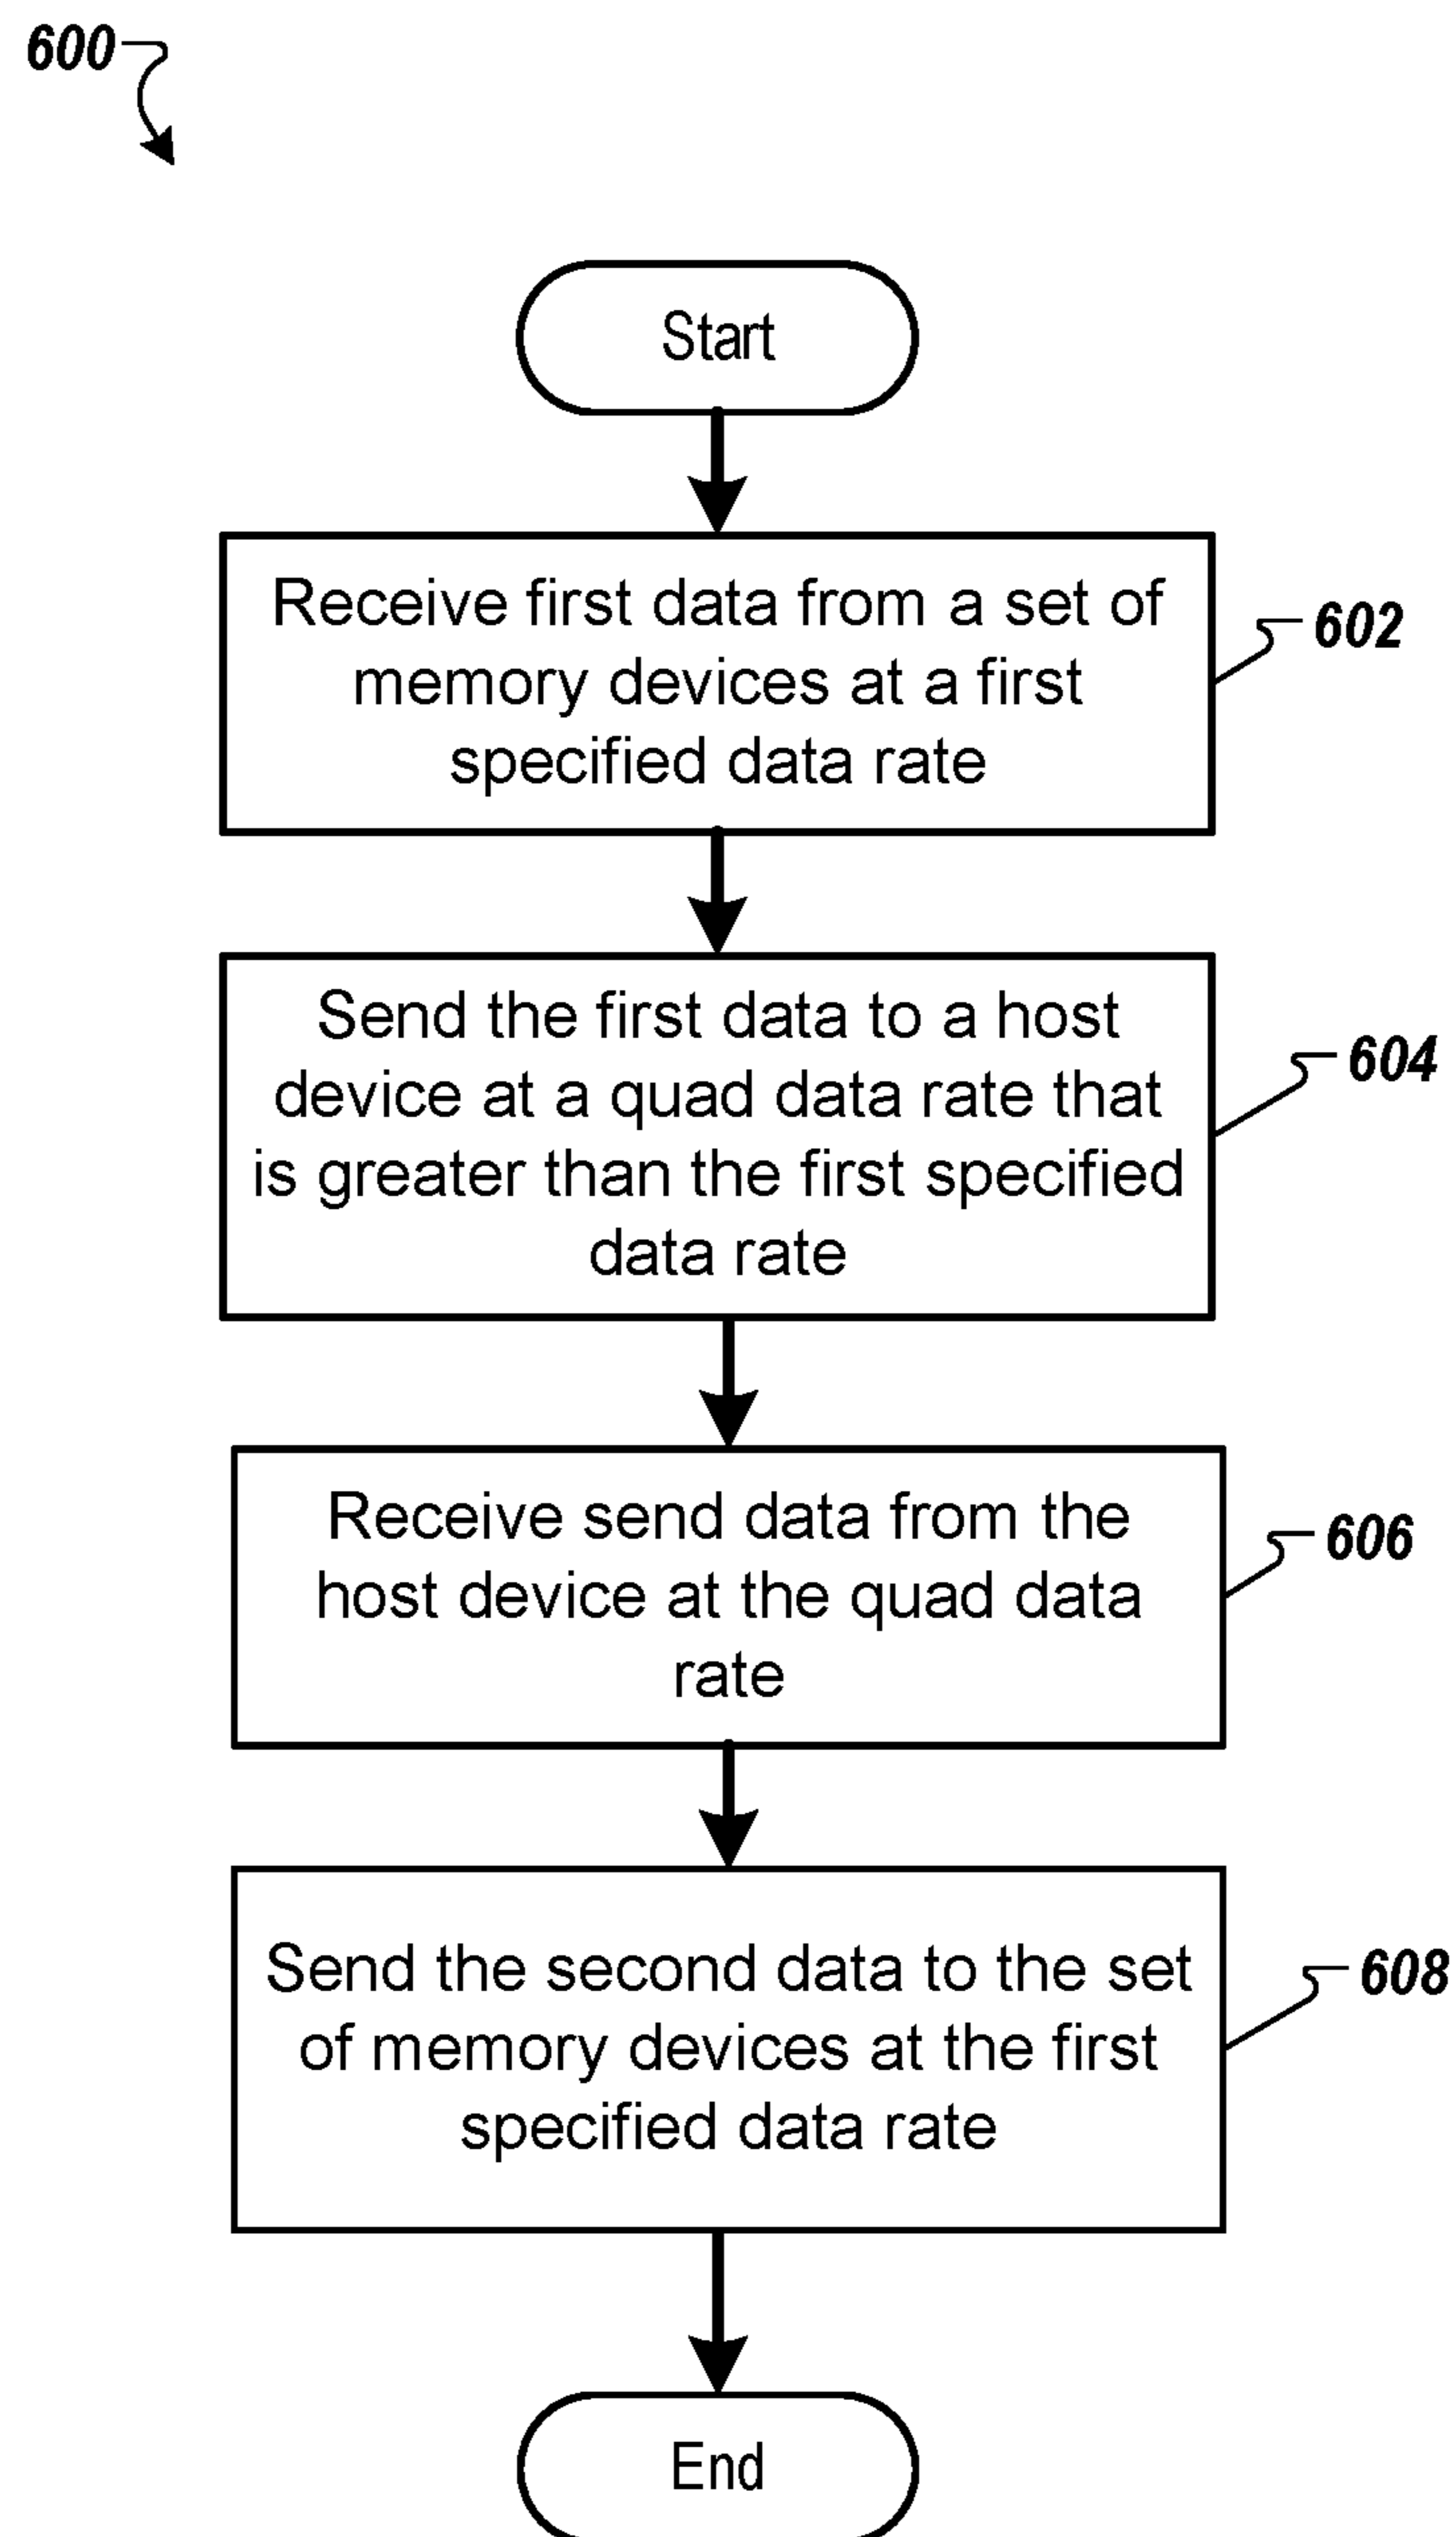 600
Start
Receive first data from a set of
memory devices at a first
specified data rate
602
Send the first data to a host
device at a quad data rate that
is greater than the first specified
data rate
604
Receive send data from the
host device at the quad data
rate
606
Send the second data to the set
of memory devices at the first
specified data rate
608
End